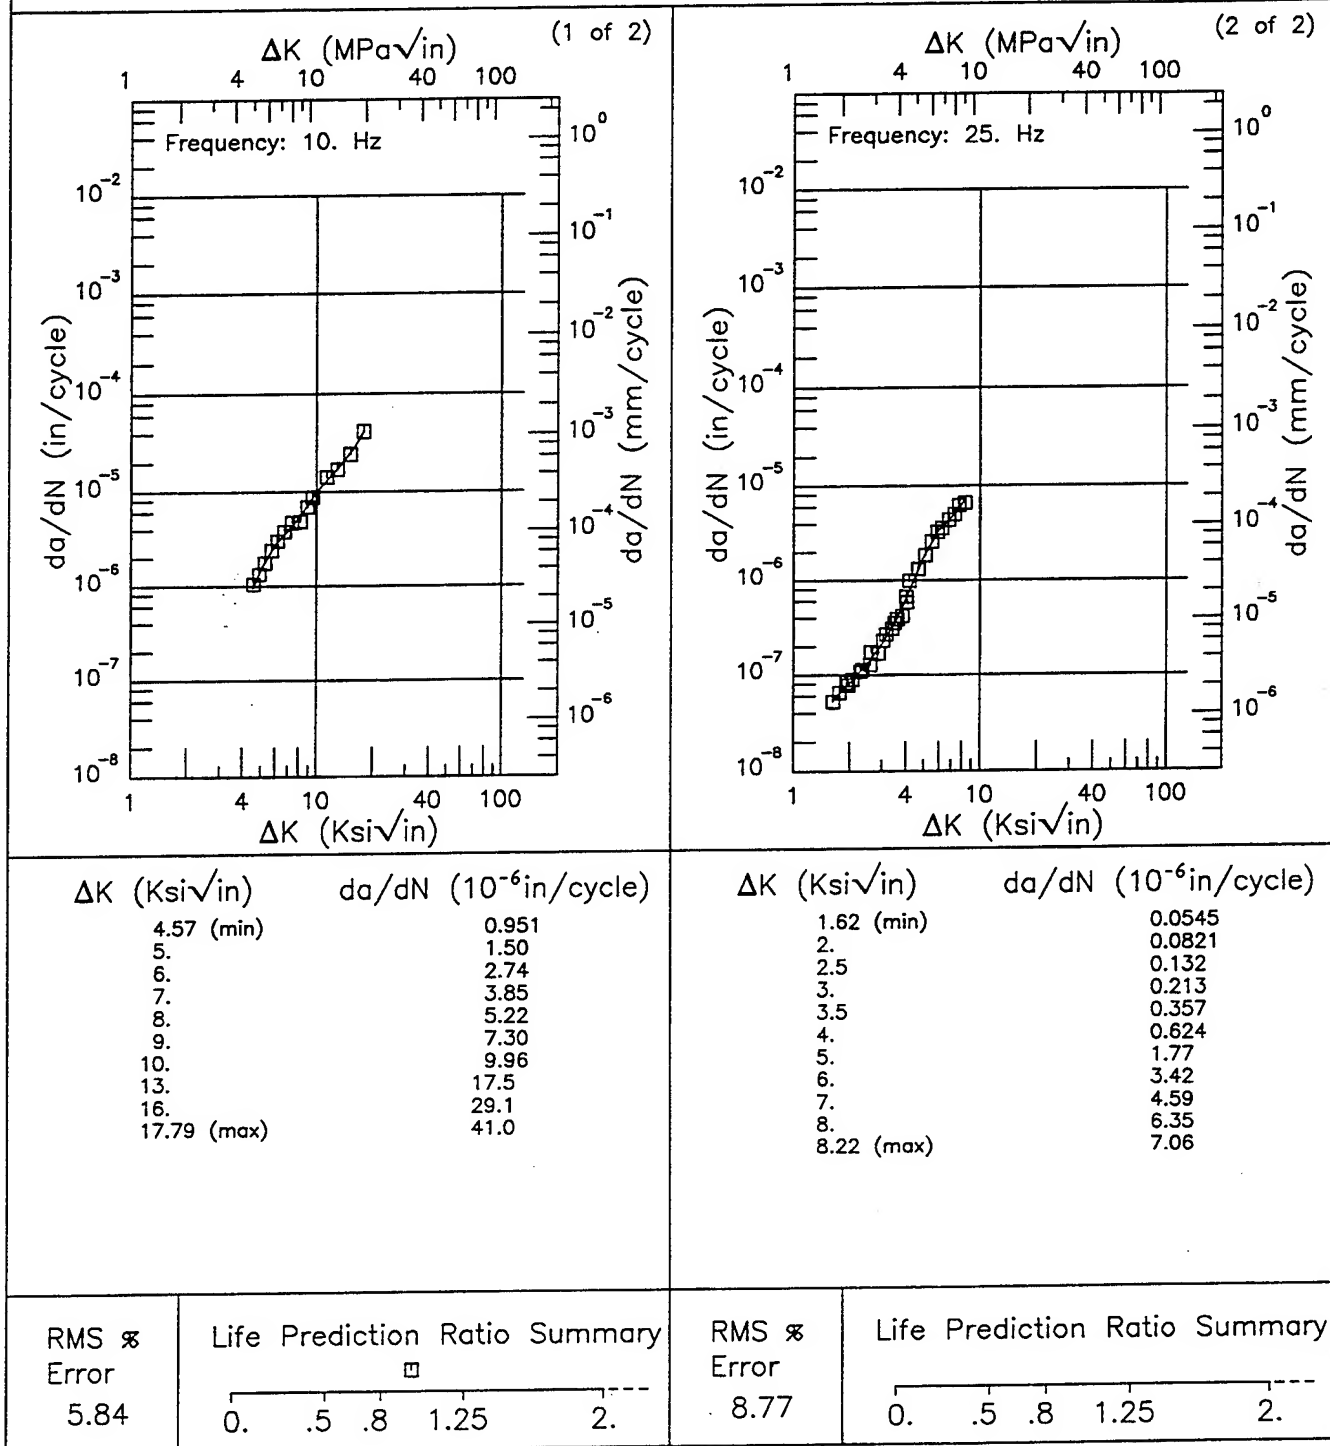 (1 of 2)
ΔK (MPa√in)
1 4 10 40 100
Frequency: 10. Hz
10⁰
10⁻¹
10⁻²
10⁻³
10⁻⁴
10⁻⁵
10⁻⁶
da/dN (mm/cycle)
10⁻²
10⁻³
10⁻⁴
10⁻⁵
10⁻⁶
10⁻⁷
10⁻⁸
da/dN (in/cycle)
1 4 10 40 100
ΔK (Ksi√in)
ΔK (Ksi√in) da/dN (10⁻⁶in/cycle)
4.57 (min) 0.951
5. 1.50
6. 2.74
7. 3.85
8. 5.22
9. 7.30
10. 9.96
13. 17.5
16. 29.1
17.79 (max) 41.0
RMS %
Error
5.84
Life Prediction Ratio Summary
0. .5 .8 1.25 2.
(2 of 2)
ΔK (MPa√in)
1 4 10 40 100
Frequency: 25. Hz
10⁰
10⁻¹
10⁻²
10⁻³
10⁻⁴
10⁻⁵
10⁻⁶
da/dN (mm/cycle)
10⁻²
10⁻³
10⁻⁴
10⁻⁵
10⁻⁶
10⁻⁷
10⁻⁸
da/dN (in/cycle)
1 4 10 40 100
ΔK (Ksi√in)
ΔK (Ksi√in) da/dN (10⁻⁶in/cycle)
1.62 (min) 0.0545
2. 0.0821
2.5 0.132
3. 0.213
3.5 0.357
4. 0.624
5. 1.77
6. 3.42
7. 4.59
8. 6.35
8.22 (max) 7.06
RMS %
Error
8.77
Life Prediction Ratio Summary
0. .5 .8 1.25 2.